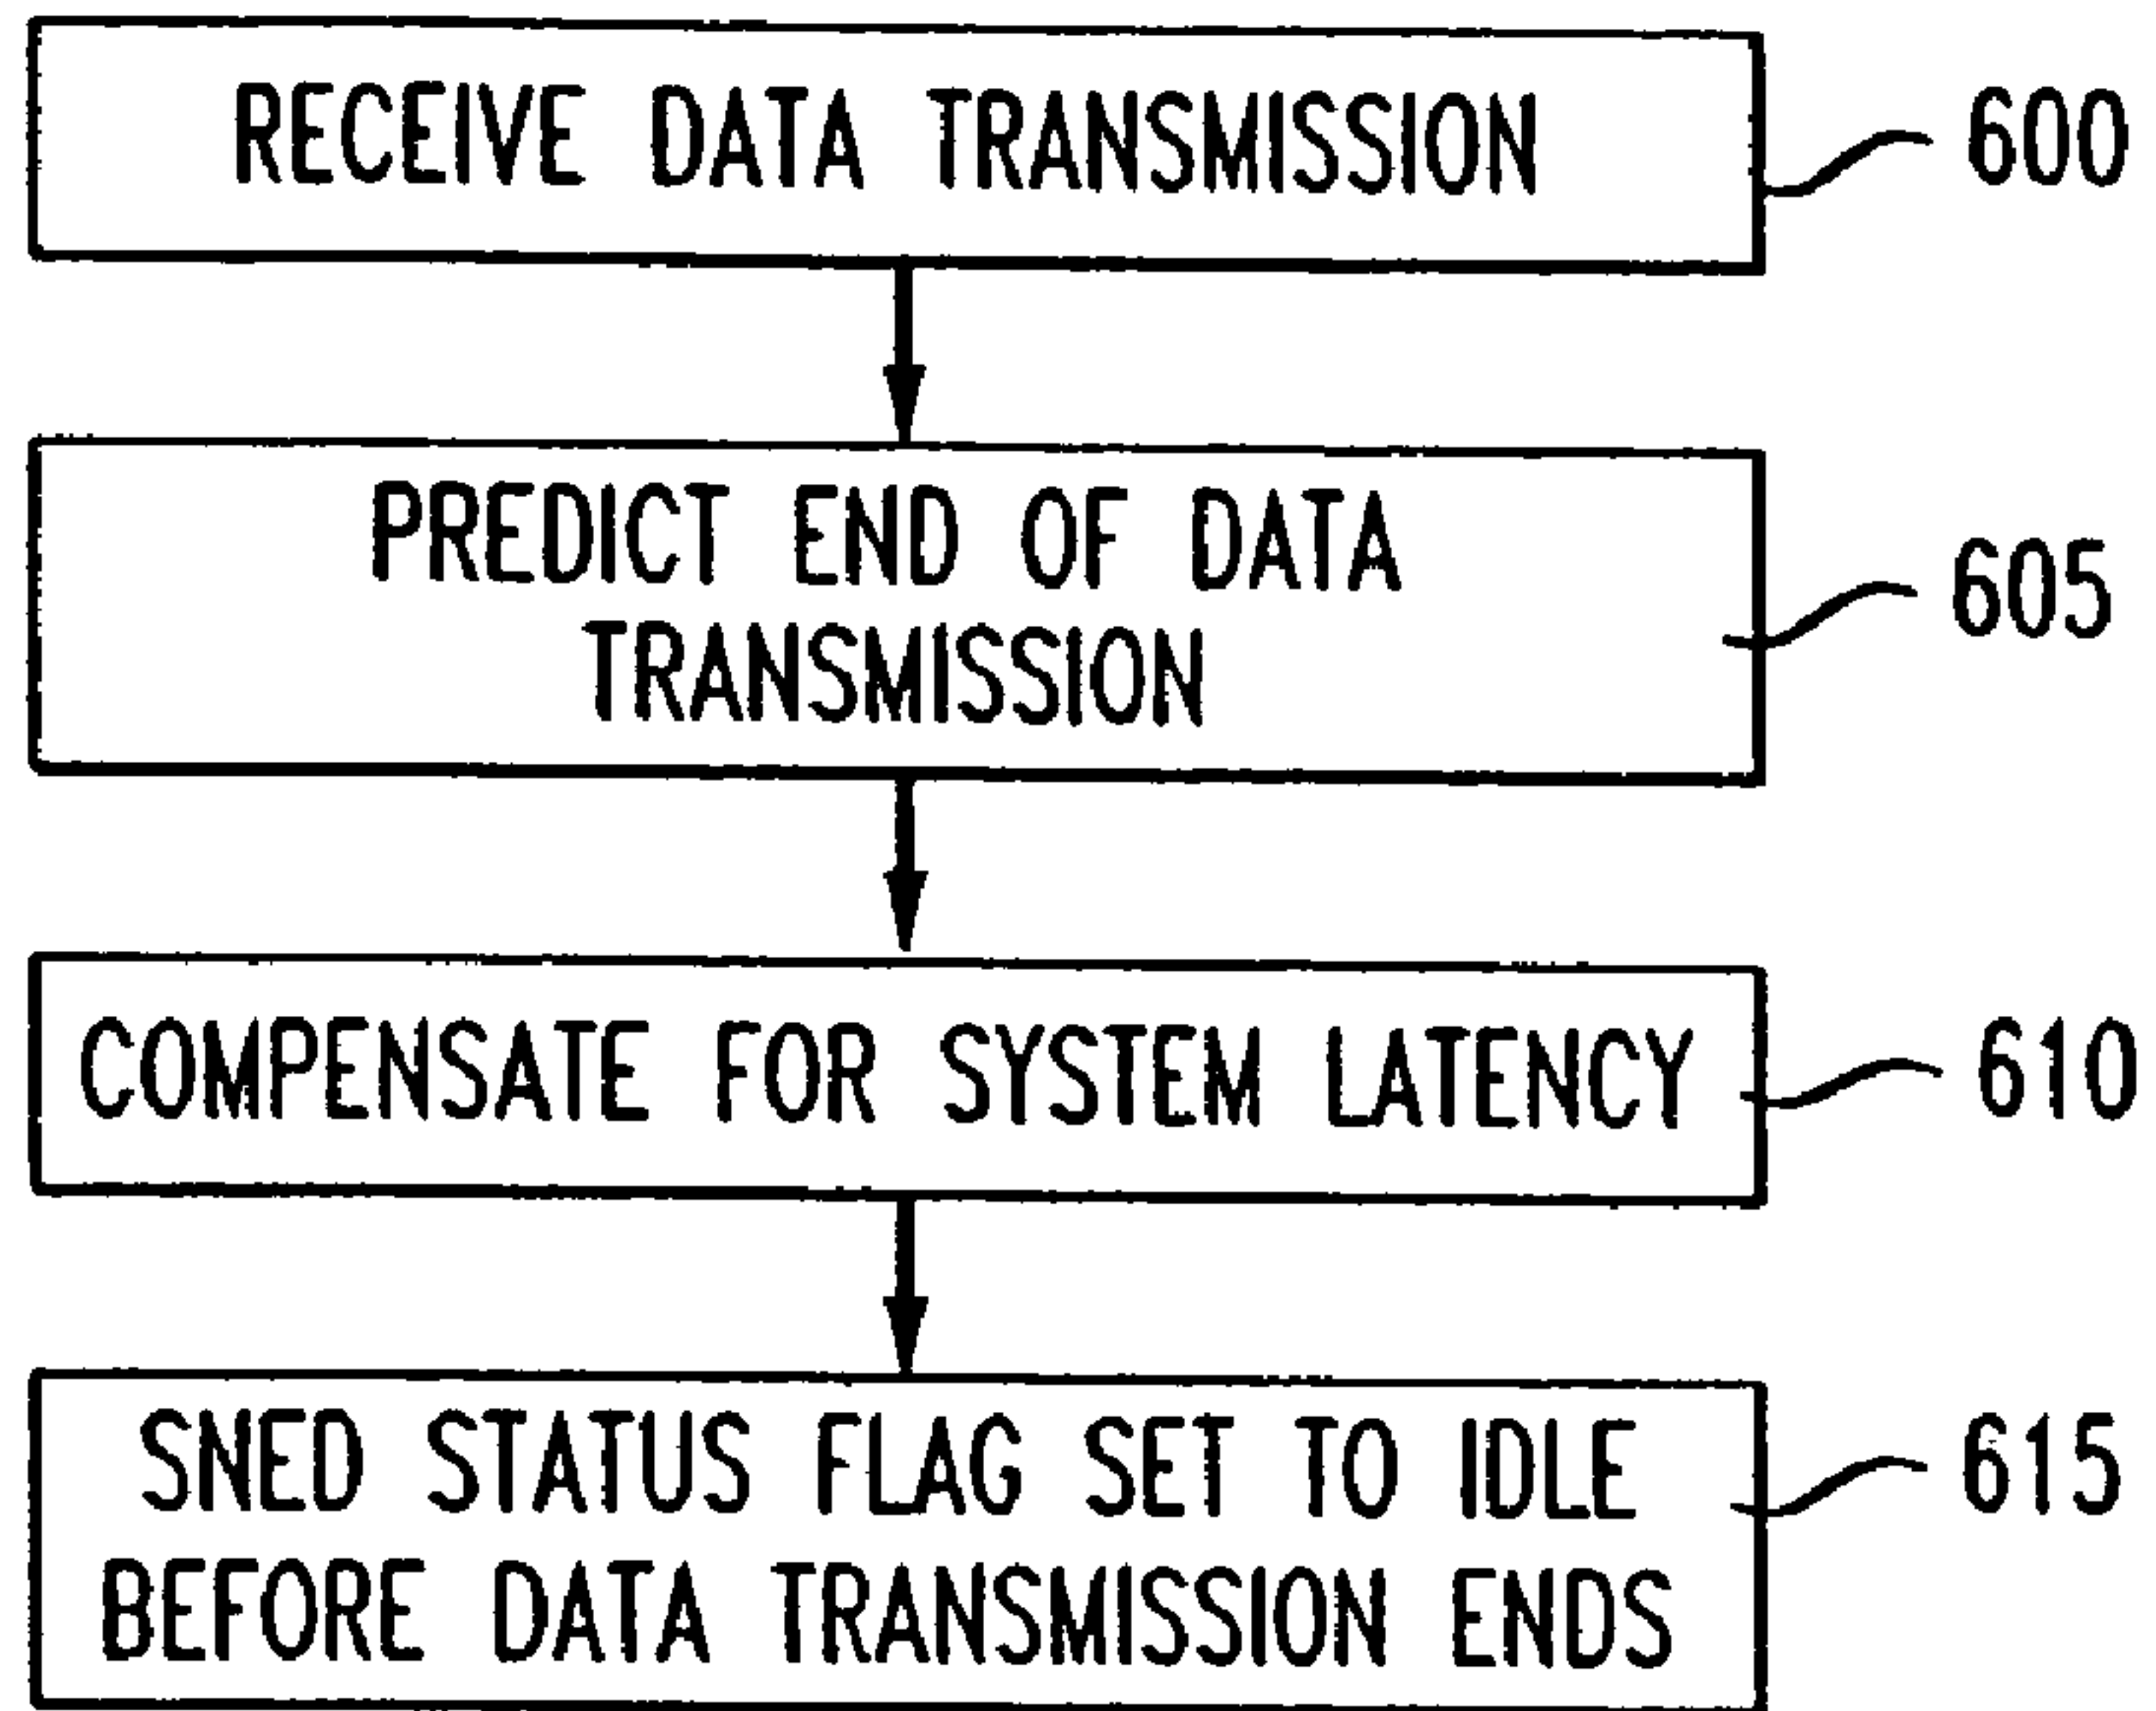 RECEIVE DATA TRANSMISSION
600
PREDICT END OF DATA
TRANSMISSION
605
COMPENSATE FOR SYSTEM LATENCY
610
SNED STATUS FLAG SET TO IDLE
BEFORE DATA TRANSMISSION ENDS
615